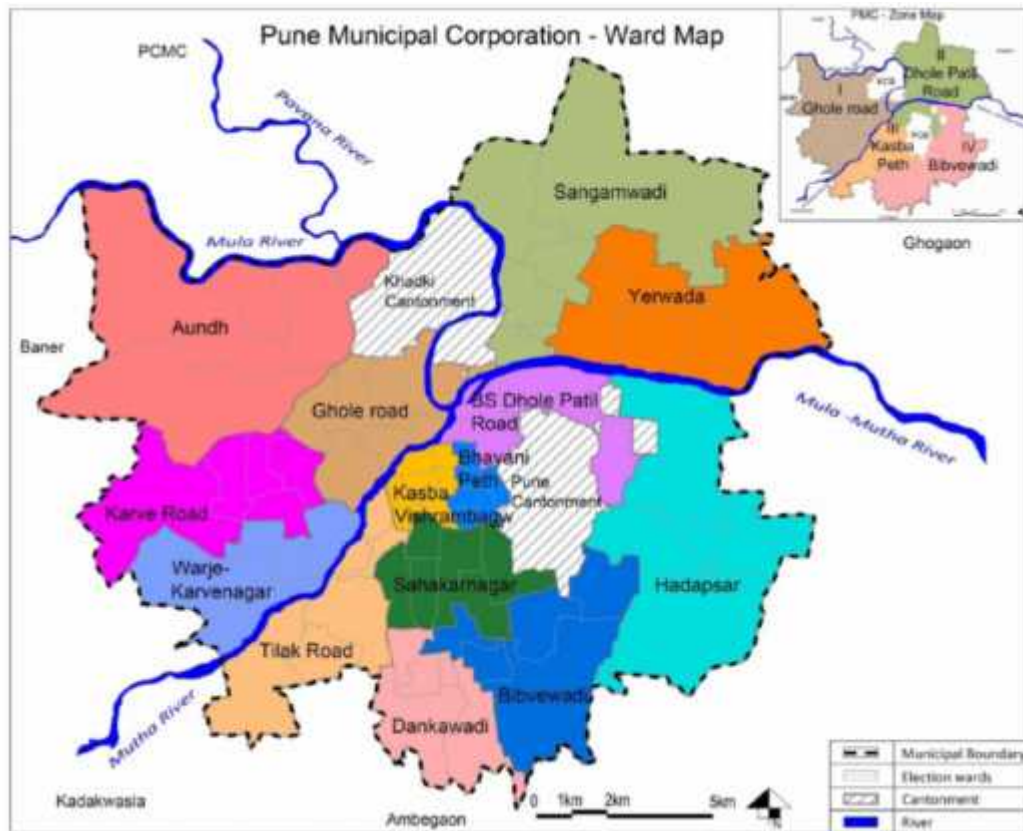 Pune Municipal Corporation - Ward Map
PCMC
Pavana River
Mula River
Sangamwadi
Khadki
Cantonment
Yerwada
Aundh
Baner
Ghole road
BS Dhole Patil
Road
Mula -Mutha River
Bhavani
Peth
Pune
Cantonment
Kasba
Vishrambagw
Karve Road
Warje-
Karvenagar
Sahakarnagar
Hadapsar
Tilak Road
Bibvewadi
Dankawadi
Mutha River
Kadakwasla
Ambegaon
0 1km 2km 5km
N
PMC - Zone Map
II
Dhole Patil
Road
I
Ghole road
III
Kasba
Peth
IV
Bibvewadi
Ghogaon
Municipal Boundary
Election wards
Cantonment
River